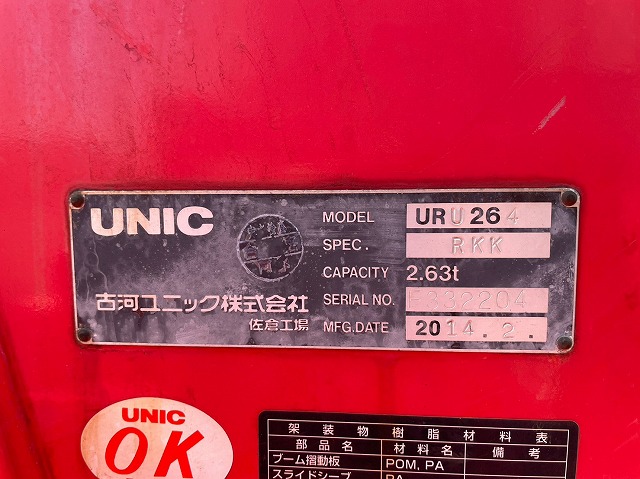 UNIC
MODEL URU264
SPEC. RKK
CAPACITY 2.63t
古河ユニック株式会社
佐倉工場
SERIAL NO. E332204
MFG.DATE 2014.2.
UNIC
OK
架装物樹脂材料表
部品名 材料名 備考
ブーム摺動板 POM, PA
スライドシーブ PA